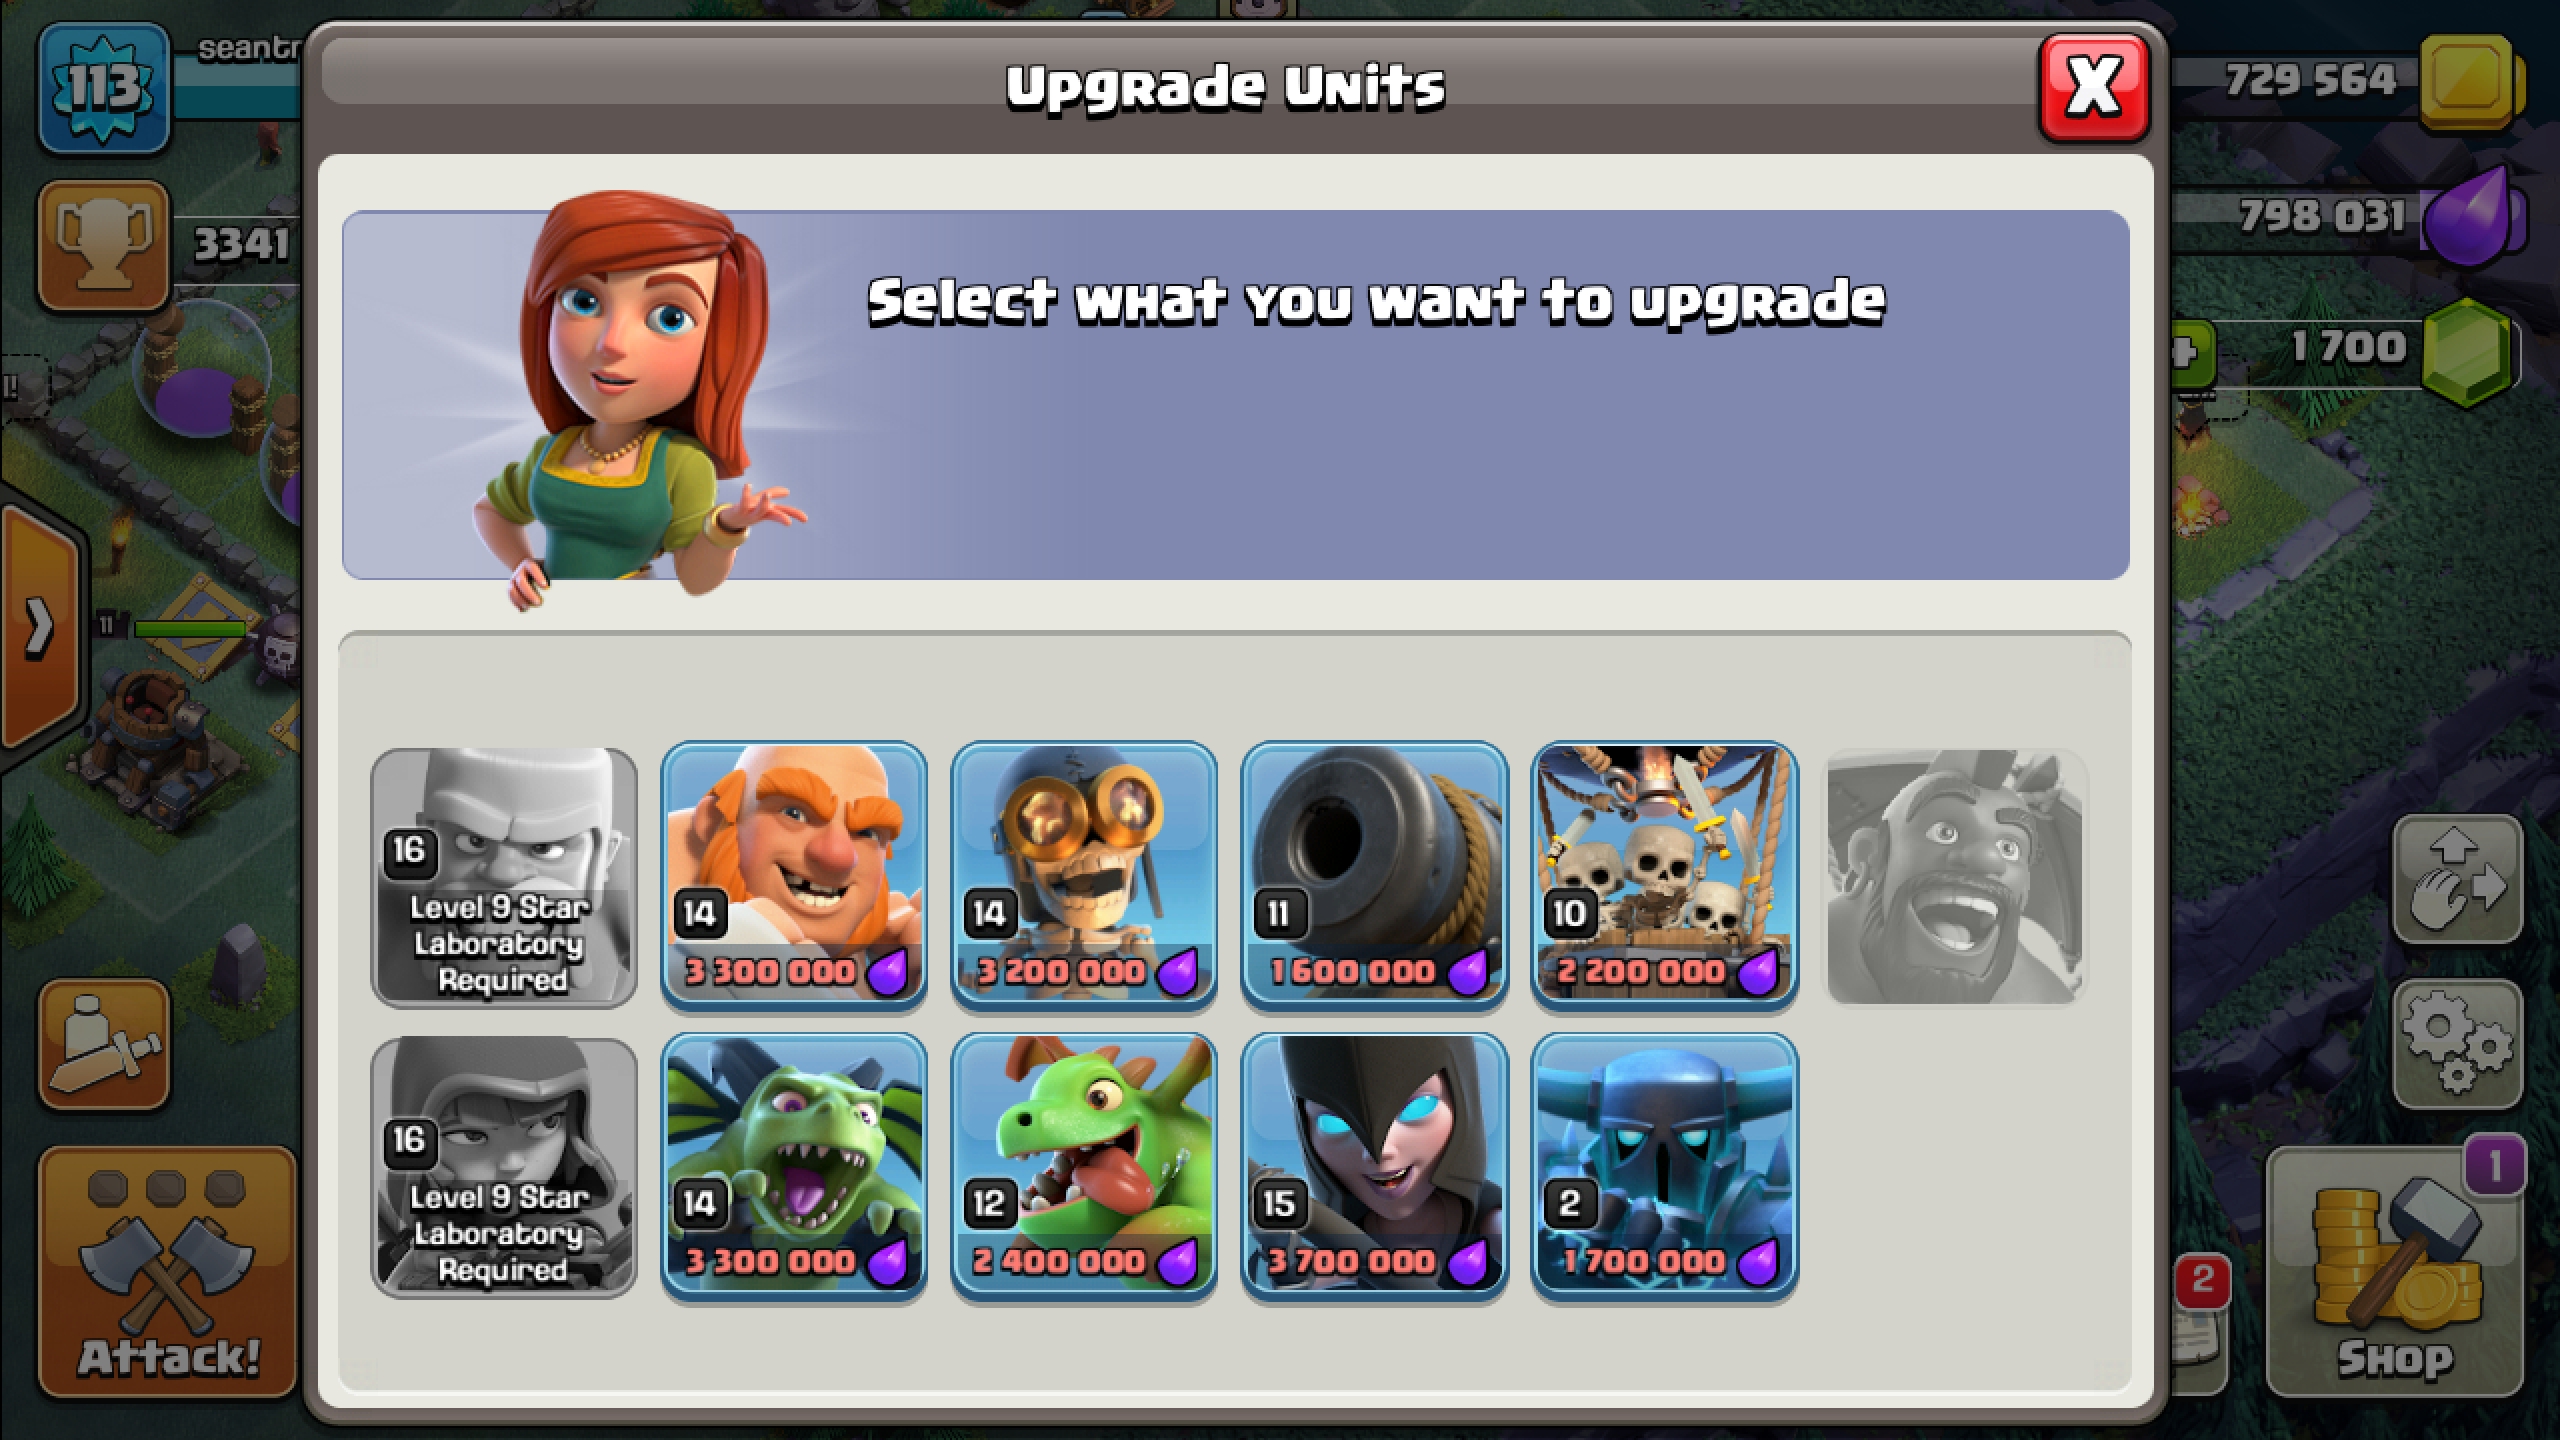 113
seantr
Upgrade Units
X
729 564
3341
798 031
Select what you want to upgrade
1 700
!
11
16
Level 9 Star
Laboratory
Required
14
3 300 000
14
3 200 000
11
1 600 000
10
2 200 000
16
Level 9 Star
Laboratory
Required
14
3 300 000
12
2 400 000
15
3 700 000
2
1 700 000
Attack!
1
2
Shop